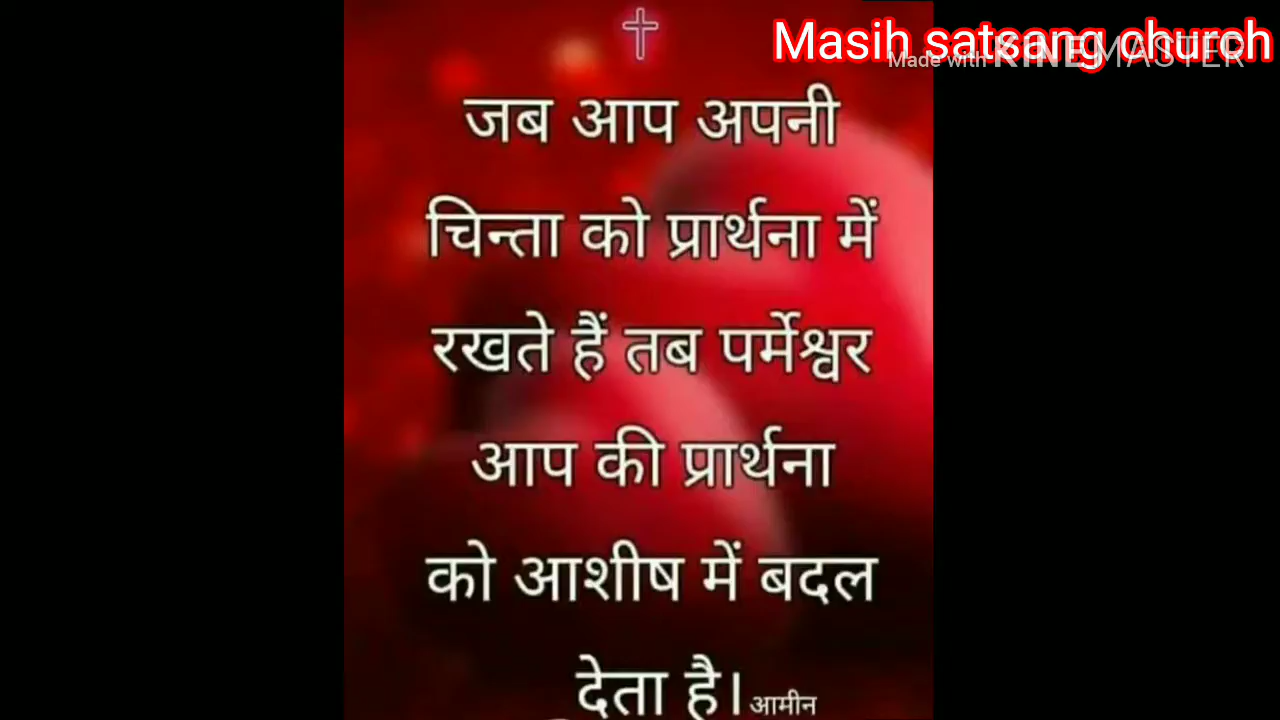 Masih satsang church
Made with KINEMASTER
जब आप अपनी
चिन्ता को प्रार्थना में
रखते हैं तब पर्मेश्वर
आप की प्रार्थना
को आशीष में बदल
देता है। आमीन